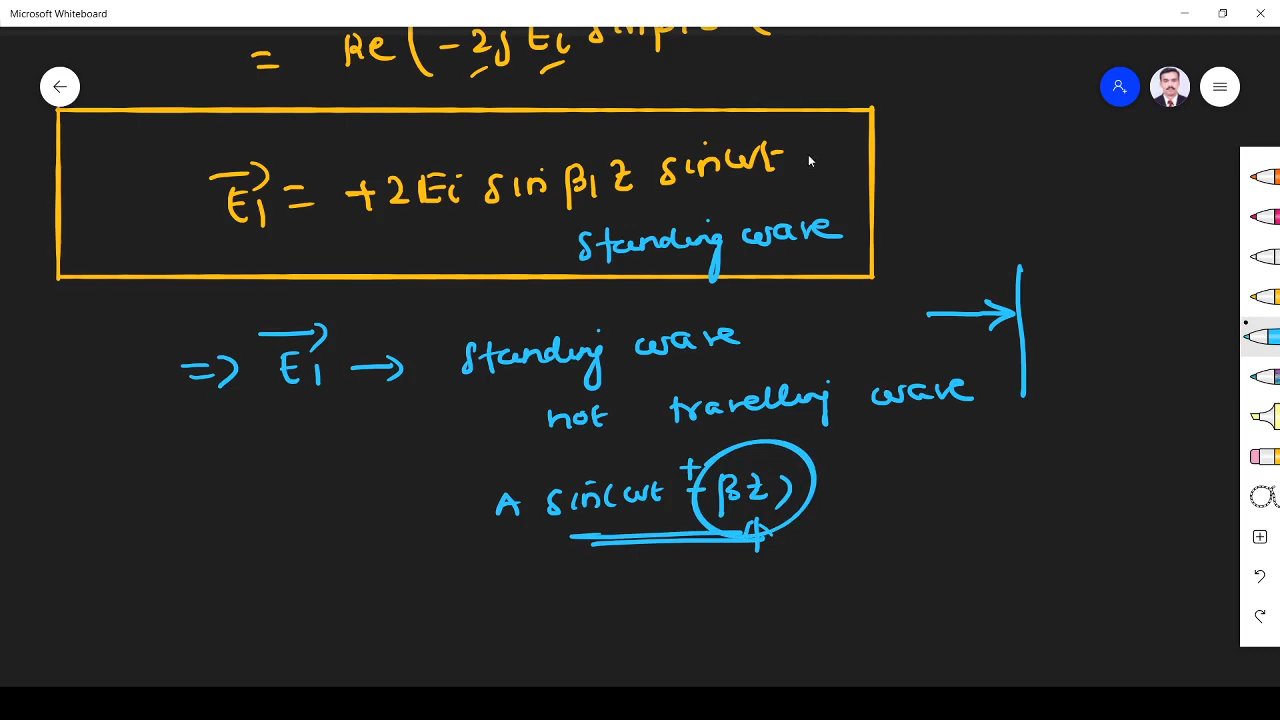 Microsoft Whiteboard
= Re(-2j Ei sinβ1z (
E1 = +2Ei sin β1 z sinωt
standing wave
=> E1 → standing wave
not travelling wave
A sin(ωt ± βz)